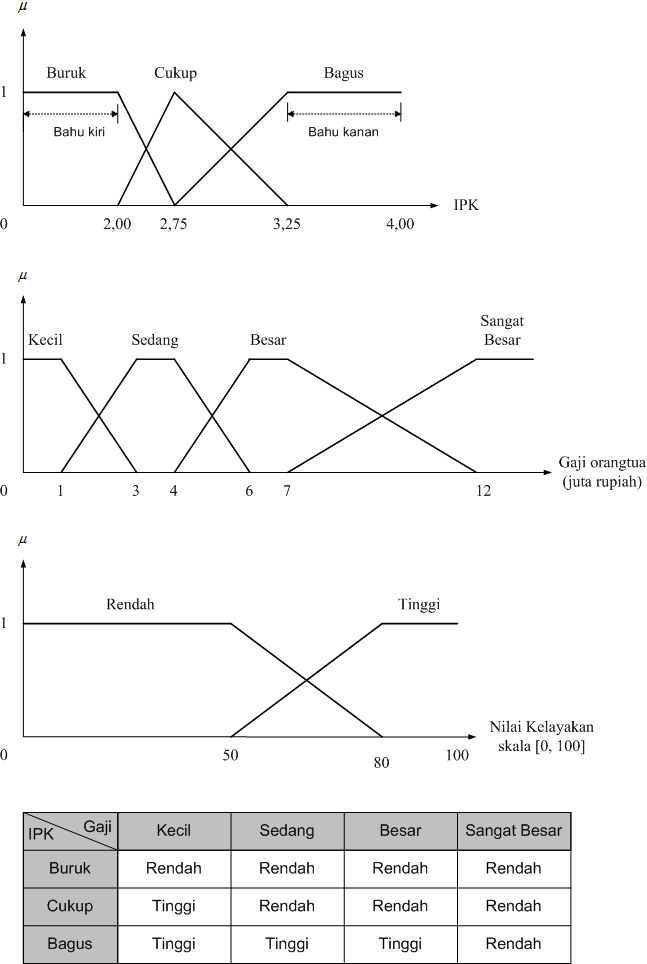 μ
Buruk Cukup Bagus
1
Bahu kiri Bahu kanan
IPK
0 2,00 2,75 3,25 4,00
μ
Sangat
Kecil Sedang Besar Besar
1
Gaji orangtua
(juta rupiah)
0 1 3 4 6 7 12
μ
Rendah Tinggi
1
Nilai Kelayakan
skala [0, 100]
0 50 80 100
IPK Gaji Kecil Sedang Besar Sangat Besar
Buruk Rendah Rendah Rendah Rendah
Cukup Tinggi Rendah Rendah Rendah
Bagus Tinggi Tinggi Tinggi Rendah